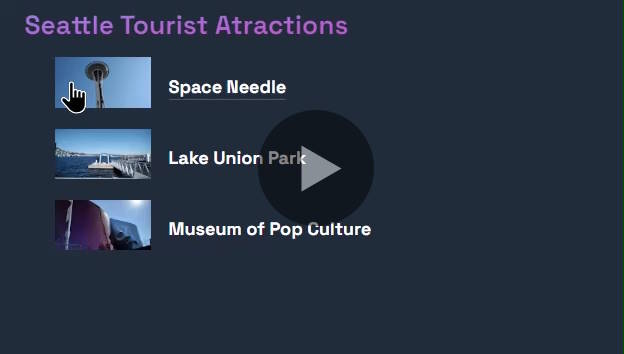 Seattle Tourist Atractions
Space Needle
Lake Union Park
Museum of Pop Culture